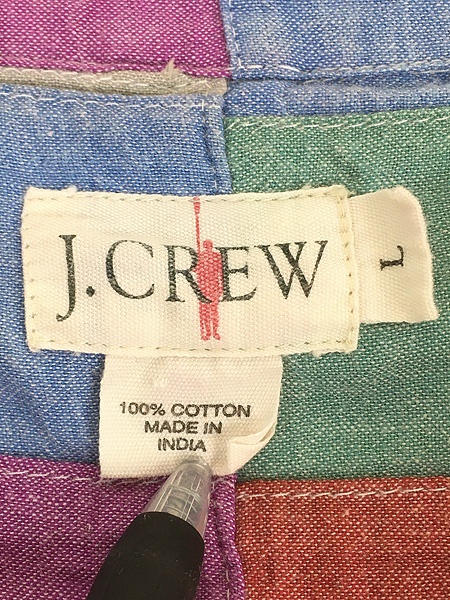 J.CREW
L
100% COTTON
MADE IN
INDIA